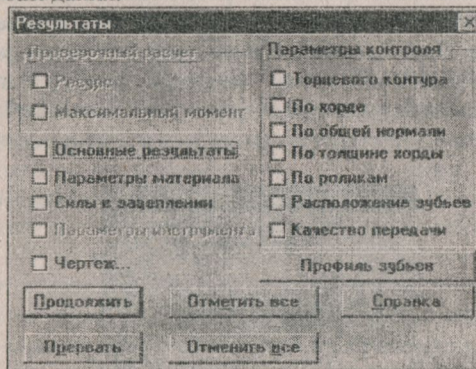 Результаты
Проверочный расчет
Ресурс
Максимальный момент
Основные результаты
Параметры материала
Силы в зацеплении
Параметры инструмента
Чертеж...
Параметры контроля
Торцевого контура
По хорде
По общей нормали
По толщине хорды
По роликам
Расположение зубьев
Качество передачи
Профиль зубьев
Продолжить
Отметить все
Справка
Прервать
Отменить все